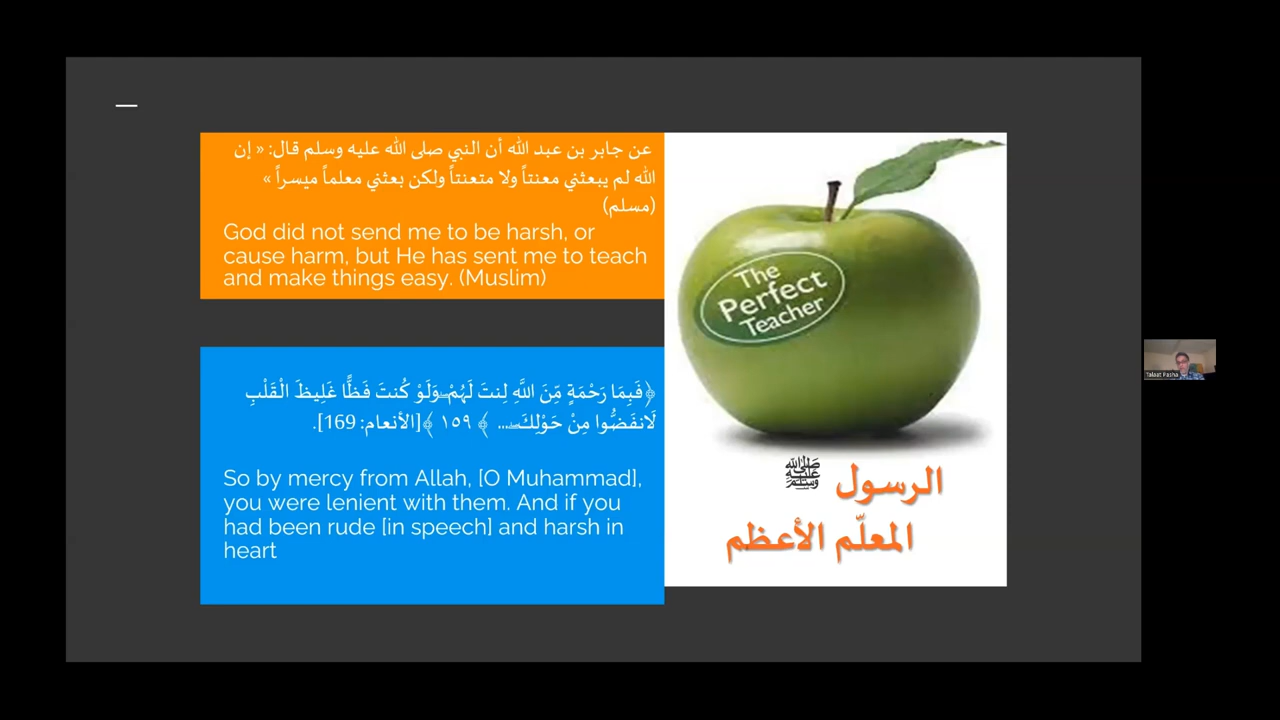 عن جابر بن عبد الله أن النبي صلى الله عليه وسلم قال: « إن
الله لم يبعثني معنتاً ولا متعنتاً ولكن بعثني معلماً ميسراً »
(مسلم)
God did not send me to be harsh, or
cause harm, but He has sent me to teach
and make things easy. (Muslim)
﴿فَبِمَا رَحْمَةٍ مِّنَ اللَّهِ لِنتَ لَهُمْ ۖ وَلَوْ كُنتَ فَظًّا غَلِيظَ الْقَلْبِ
لَانفَضُّوا مِنْ حَوْلِكَ ۖ... ﴾ ١٥٩ ﴾[الأنعام: 169].
So by mercy from Allah, [O Muhammad],
you were lenient with them. And if you
had been rude [in speech] and harsh in
heart
The
Perfect
Teacher
الرسول ﷺ
المعلّم الأعظم
Talaat Pasha